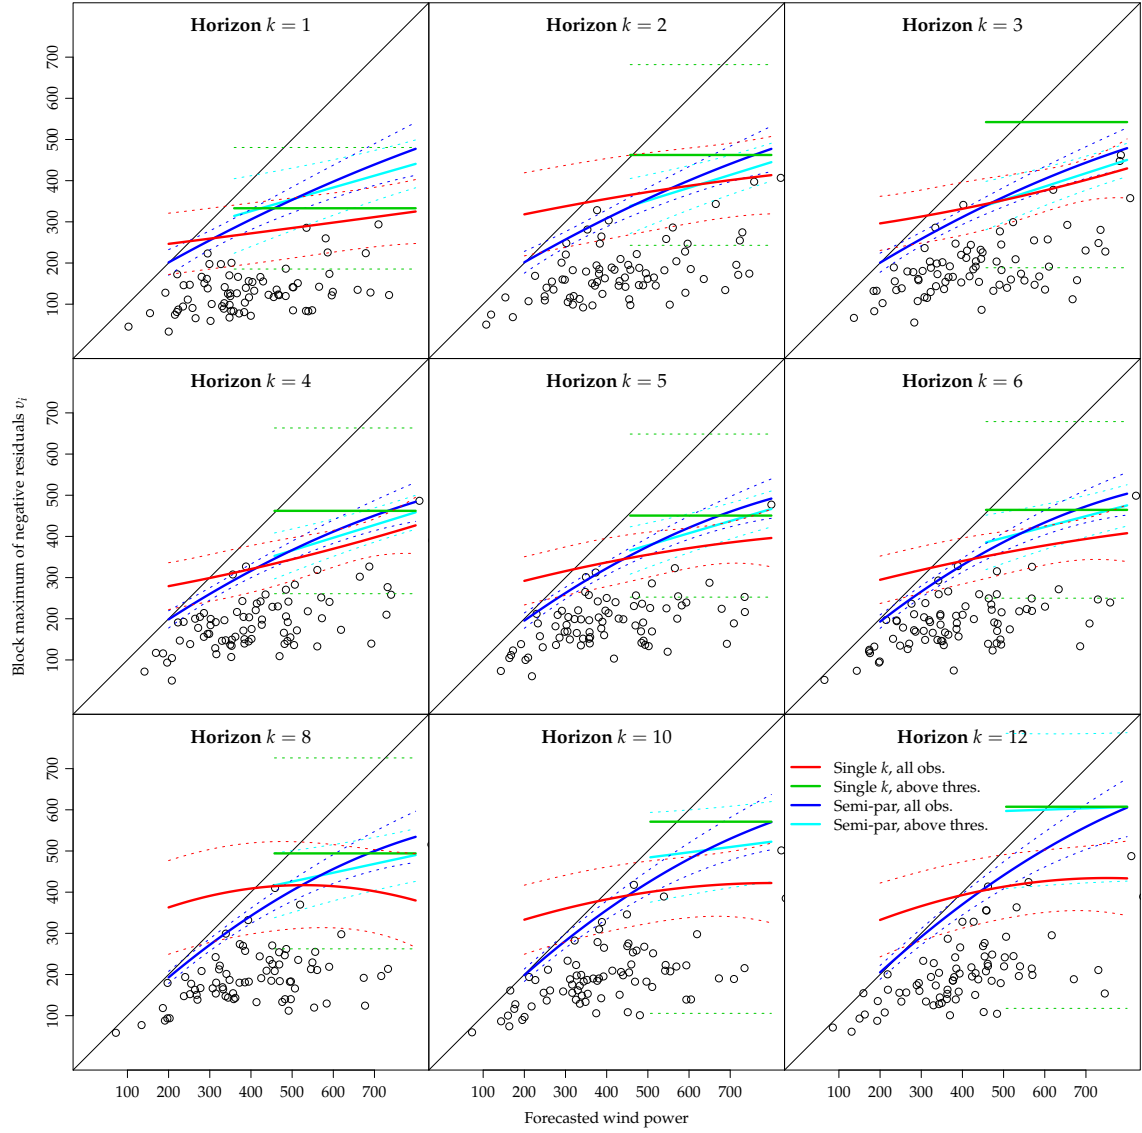 Horizon k = 1
Horizon k = 2
Horizon k = 3
700
600
500
400
300
200
100
Horizon k = 4
Horizon k = 5
Horizon k = 6
700
600
500
400
300
200
100
Block maximum of negative residuals vᵢ
Horizon k = 8
Horizon k = 10
Horizon k = 12
700
600
500
400
300
200
100
Single k, all obs.
Single k, above thres.
Semi-par, all obs.
Semi-par, above thres.
100 200 300 400 500 600 700
100 200 300 400 500 600 700
100 200 300 400 500 600 700
Forecasted wind power